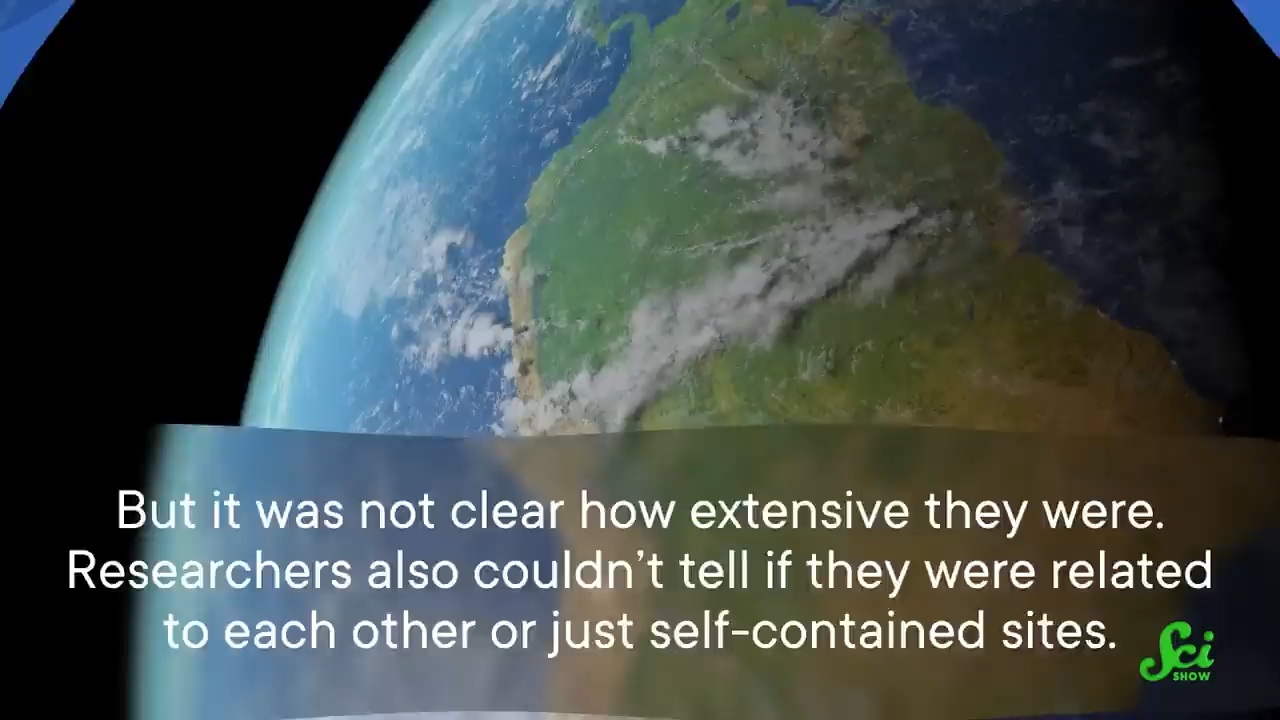 But it was not clear how extensive they were.
Researchers also couldn't tell if they were related
to each other or just self-contained sites.
Sci
SHOW